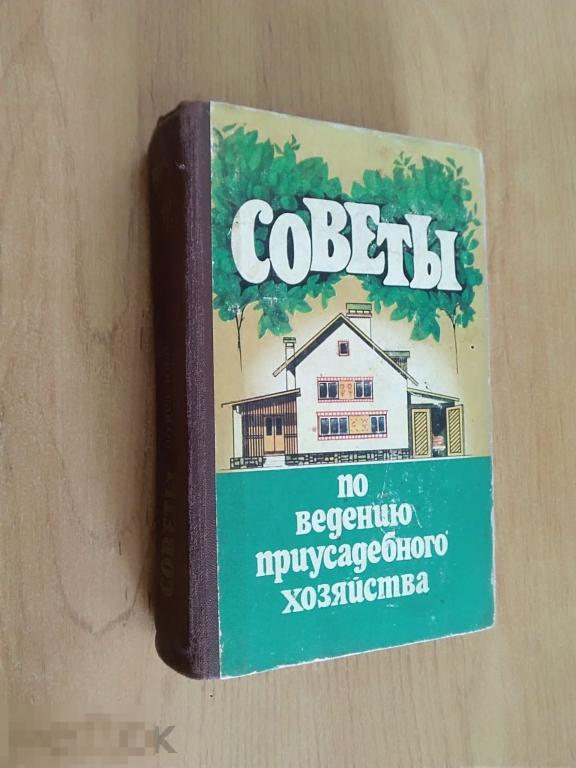 СОВЕТЫ
по
ведению
приусадебного
хозяйства
СОВЕТЫ